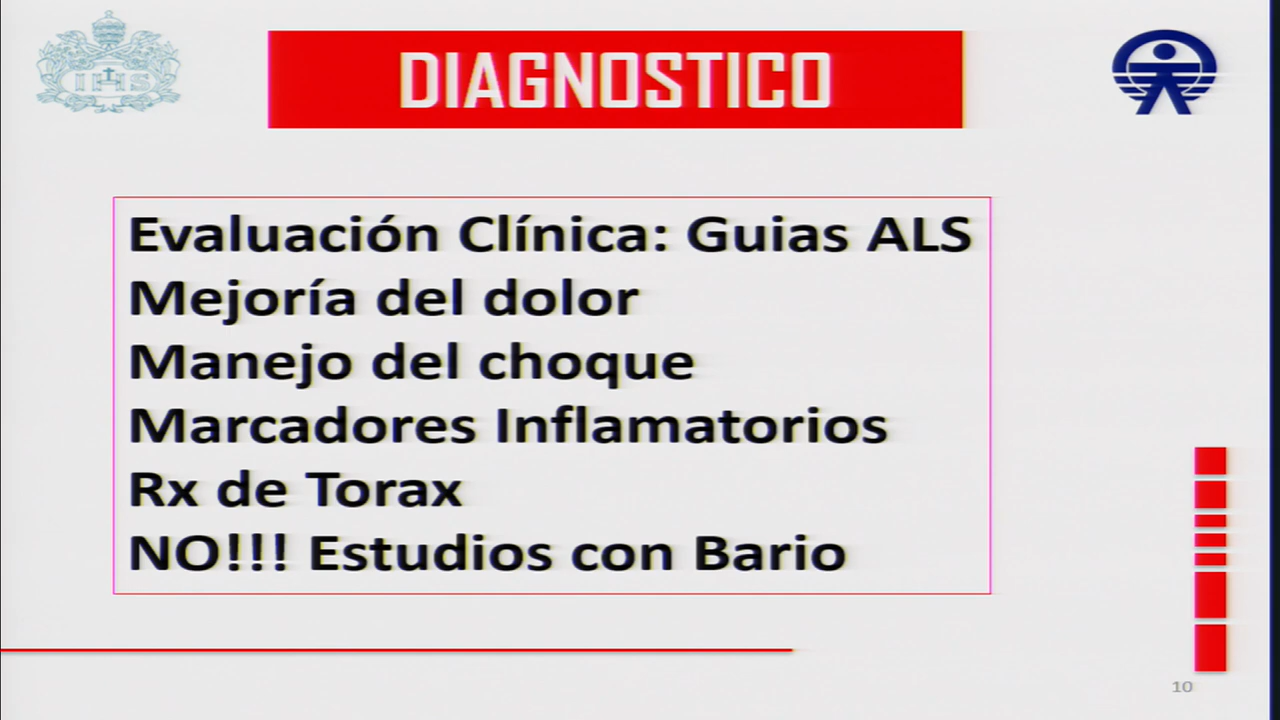 IHS
DIAGNOSTICO
Evaluación Clínica: Guias ALS
Mejoría del dolor
Manejo del choque
Marcadores Inflamatorios
Rx de Torax
NO!!! Estudios con Bario
10